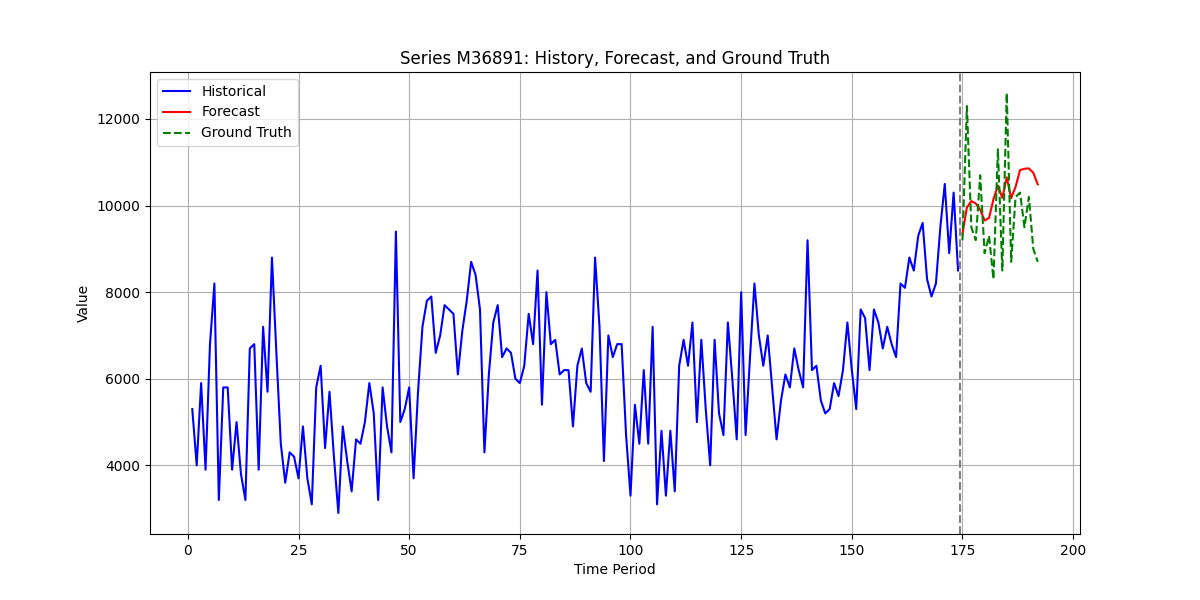 Series M36891: History, Forecast, and Ground Truth
Historical
Forecast
Ground Truth
12000
10000
8000
6000
4000
Value
0 25 50 75 100 125 150 175 200
Time Period